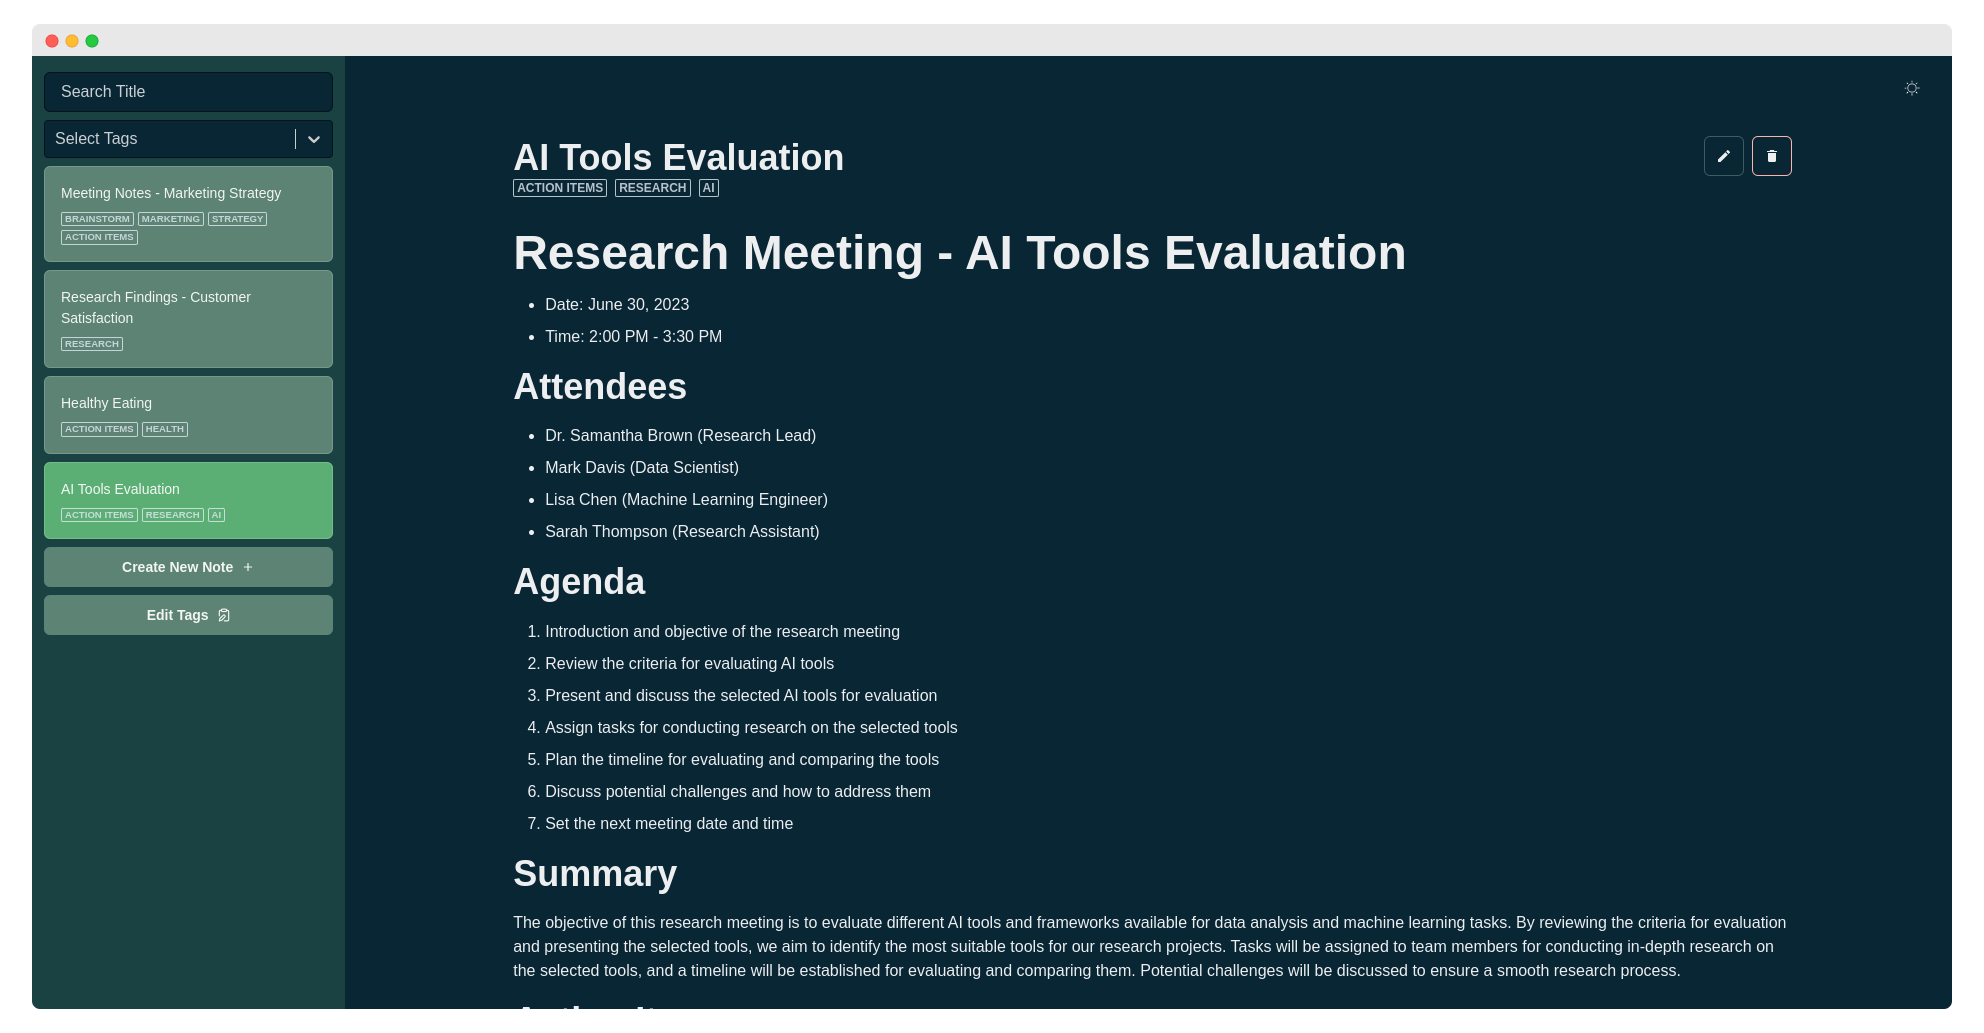 Search Title
Select Tags
Meeting Notes - Marketing Strategy
BRAINSTORM MARKETING STRATEGY
ACTION ITEMS
Research Findings - Customer
Satisfaction
RESEARCH
Healthy Eating
ACTION ITEMS HEALTH
AI Tools Evaluation
ACTION ITEMS RESEARCH AI
Create New Note +
Edit Tags
AI Tools Evaluation
ACTION ITEMS RESEARCH AI
Research Meeting - AI Tools Evaluation
• Date: June 30, 2023
• Time: 2:00 PM - 3:30 PM
Attendees
• Dr. Samantha Brown (Research Lead)
• Mark Davis (Data Scientist)
• Lisa Chen (Machine Learning Engineer)
• Sarah Thompson (Research Assistant)
Agenda
1. Introduction and objective of the research meeting
2. Review the criteria for evaluating AI tools
3. Present and discuss the selected AI tools for evaluation
4. Assign tasks for conducting research on the selected tools
5. Plan the timeline for evaluating and comparing the tools
6. Discuss potential challenges and how to address them
7. Set the next meeting date and time
Summary
The objective of this research meeting is to evaluate different AI tools and frameworks available for data analysis and machine learning tasks. By reviewing the criteria for evaluation
and presenting the selected tools, we aim to identify the most suitable tools for our research projects. Tasks will be assigned to team members for conducting in-depth research on
the selected tools, and a timeline will be established for evaluating and comparing them. Potential challenges will be discussed to ensure a smooth research process.